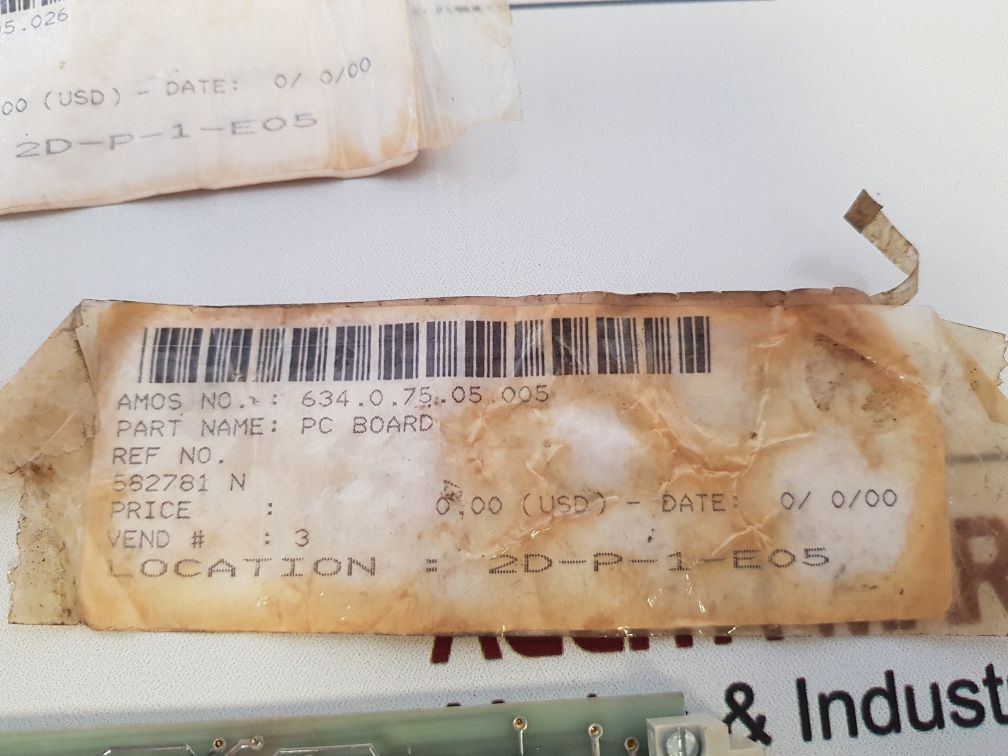 5.026
00 (USD) - DATE: 0/ 0/00
2D-P-1-E05
AMOS NO. : 634.0.75.05.005
PART NAME: PC BOARD
REF NO.
562781 N
PRICE : 0.00 (USD) - DATE: 0/ 0/00
VEND # : 3
LOCATION : 2D-P-1-E05
& Indust